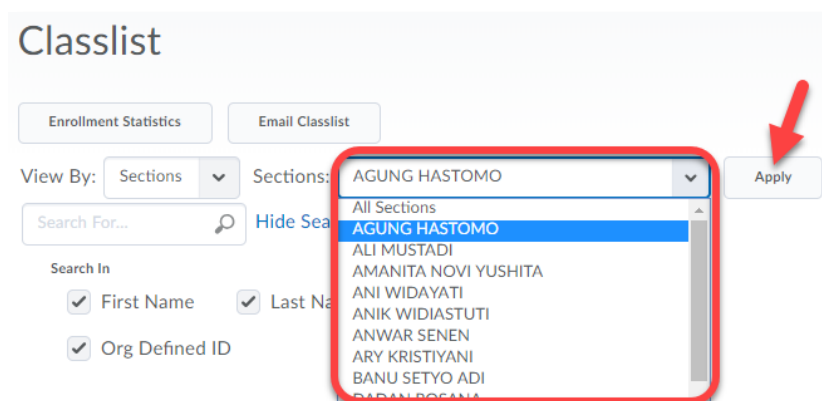 Classlist
Enrollment Statistics Email Classlist
View By: Sections Sections: AGUNG HASTOMO Apply
Search For... Hide Sea
All Sections
AGUNG HASTOMO
ALI MUSTADI
AMANITA NOVI YUSHITA
ANI WIDAYATI
ANIK WIDIASTUTI
ANWAR SENEN
ARY KRISTIYANI
BANU SETYO ADI
DADAN ROSANA
Search In
First Name Last Na
Org Defined ID